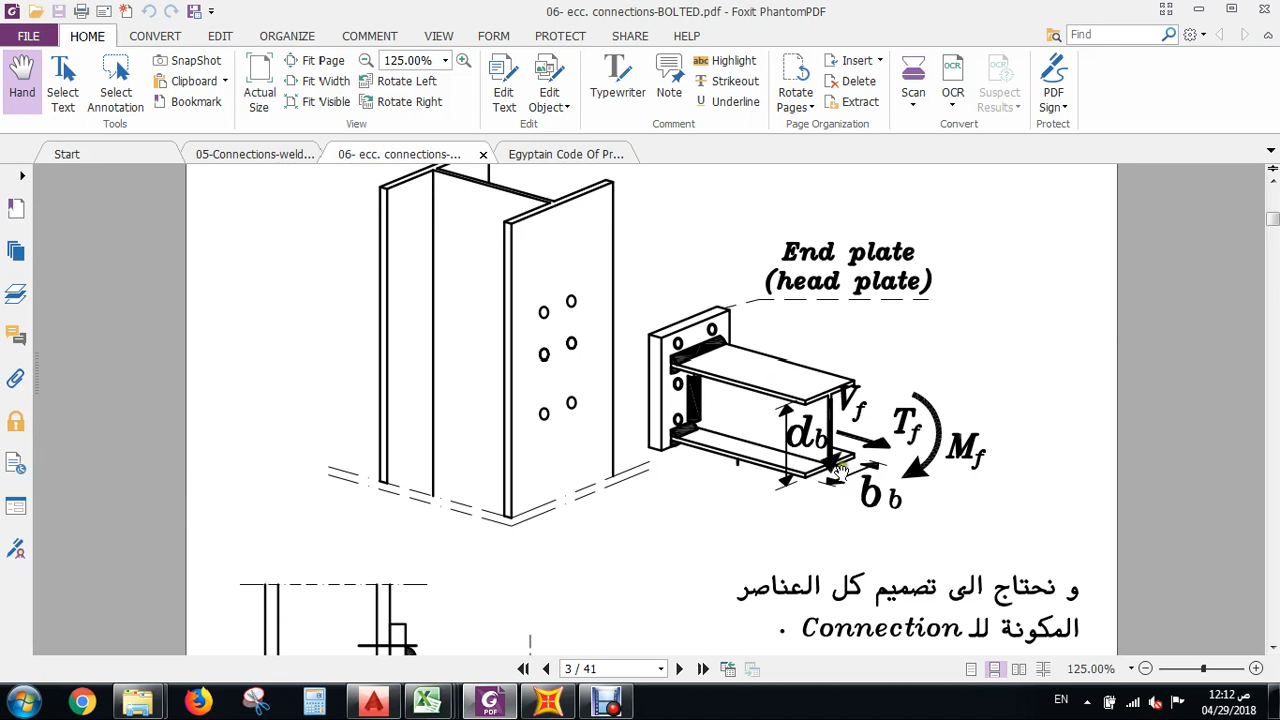 06- ecc. connections-BOLTED.pdf - Foxit PhantomPDF
FILE HOME CONVERT EDIT ORGANIZE COMMENT VIEW FORM PROTECT SHARE HELP
Find
Hand
Select Text
Select Annotation
SnapShot
Clipboard
Bookmark
Tools
Actual Size
Fit Page
Fit Width
Fit Visible
125.00%
Rotate Left
Rotate Right
View
Edit Text
Edit Object
Edit
Typewriter
Note
Highlight
Strikeout
Underline
Comment
Rotate Pages
Insert
Delete
Extract
Page Organization
Scan
OCR
Suspect Results
Convert
PDF Sign
Protect
Start
05-Connections-weld...
06- ecc. connections-...
Egyptain Code Of Pr...
End plate
(head plate)
Vf
Tf
Mf
db
bb
و نحتاج الى تصميم كل العناصر
المكونة للـ Connection .
3 / 41
125.00%
EN
12:12 ص
04/29/2018